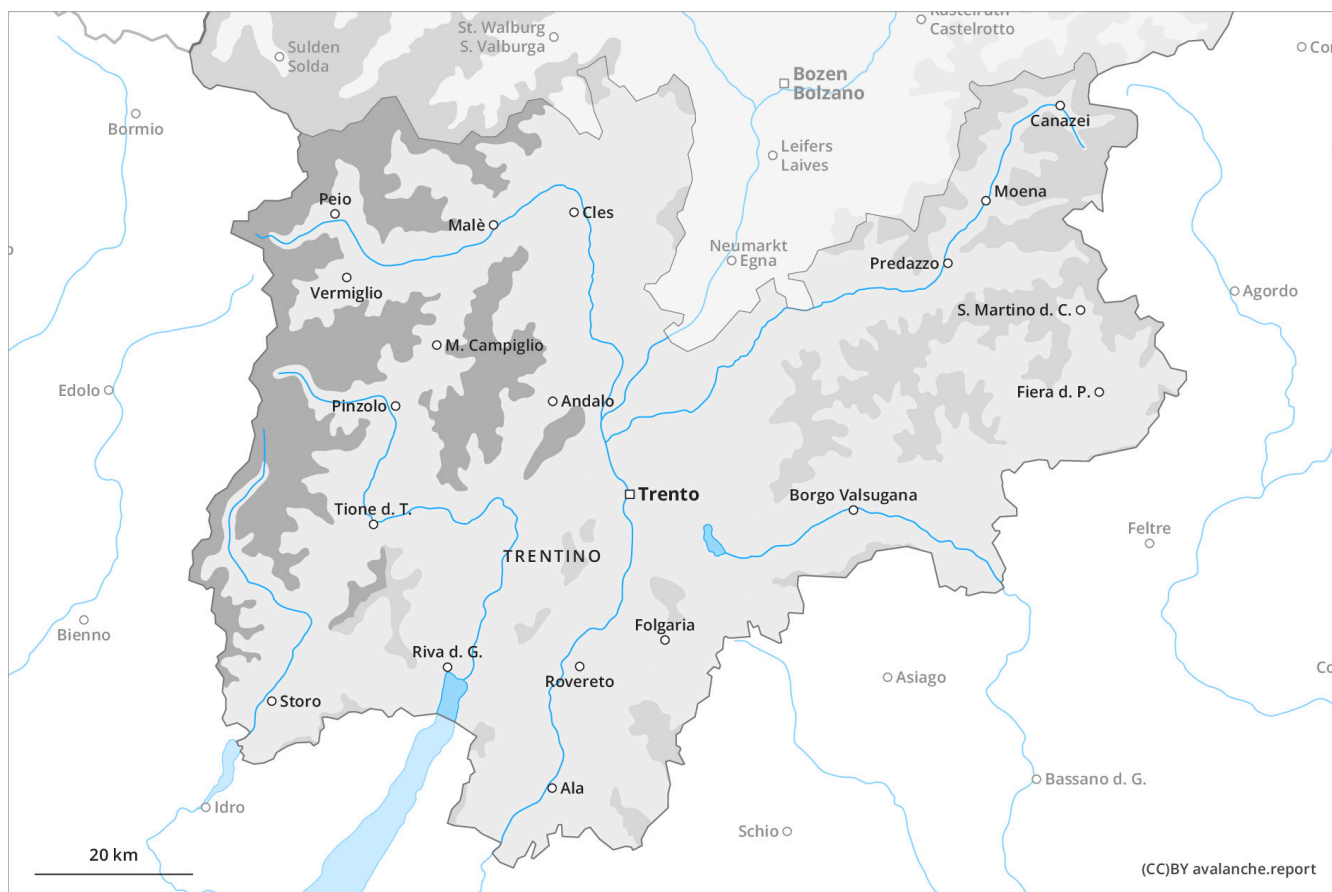 Sulden
Solda
St. Walburg
S. Valburga
Kastelruth
Castelrotto
Bormio
Bozen
Bolzano
Canazei
Leifers
Laives
Moena
Peio
Malè
Cles
Neumarkt
Egna
Predazzo
Vermiglio
Agordo
S. Martino d. C.
M. Campiglio
Edolo
Pinzolo
Andalo
Fiera d. P.
Trento
Borgo Valsugana
Tione d. T.
Feltre
TRENTINO
Bienno
Folgaria
Riva d. G.
Rovereto
Asiago
Storo
Bassano d. G.
Ala
Idro
Schio
20 km
(CC)BY avalanche.report